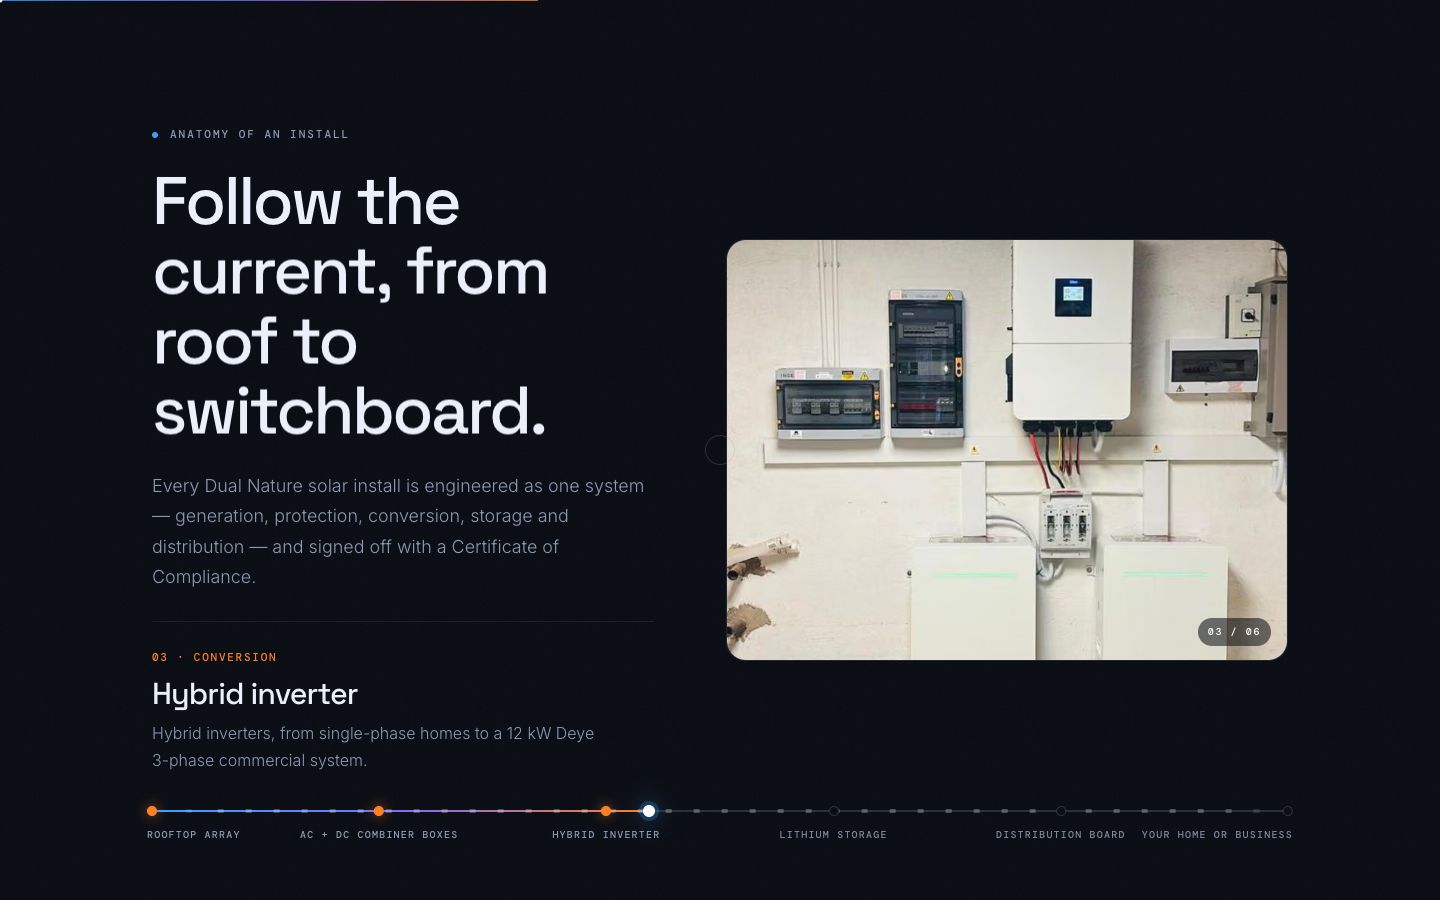 ANATOMY OF AN INSTALL
Follow the
current, from
roof to
switchboard.
Every Dual Nature solar install is engineered as one system
— generation, protection, conversion, storage and
distribution — and signed off with a Certificate of
Compliance.
03 · CONVERSION
Hybrid inverter
Hybrid inverters, from single-phase homes to a 12 kW Deye
3-phase commercial system.
03 / 06
ROOFTOP ARRAY
AC + DC COMBINER BOXES
HYBRID INVERTER
LITHIUM STORAGE
DISTRIBUTION BOARD
YOUR HOME OR BUSINESS